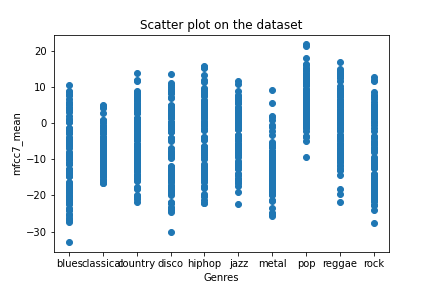 Scatter plot on the dataset
mfcc7_mean
20
10
0
−10
−20
−30
blues classical country disco hiphop jazz metal pop reggae rock
Genres